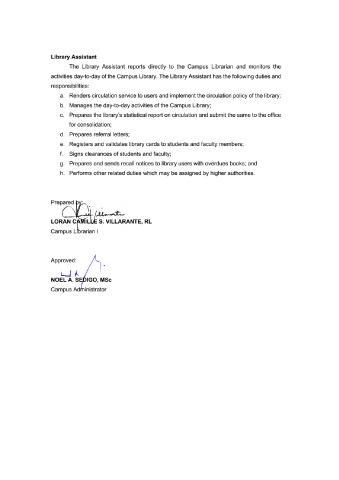 Library Assistant
The Library Assistant reports directly to the Campus Librarian and monitors the
activities day-to-day of the Campus Library. The Library Assistant has the following duties and
responsibilities:
a. Renders circulation service to users and implement the circulation policy of the library;
b. Manages the day-to-day activities of the Campus Library;
c. Prepares the library's statistical report on circulation and submit the same to the office
for consolidation;
d. Prepares referral letters;
e. Registers and validates library cards to students and faculty members;
f. Signs clearances of students and faculty;
g. Prepares and sends recall notices to library users with overdues books; and
h. Performs other related duties which may be assigned by higher authorities.
Prepared by:
LORAN CAMILLE S. VILLARANTE, RL
Campus Librarian I
Approved:
NOEL A. SEDIGO, MSc
Campus Administrator